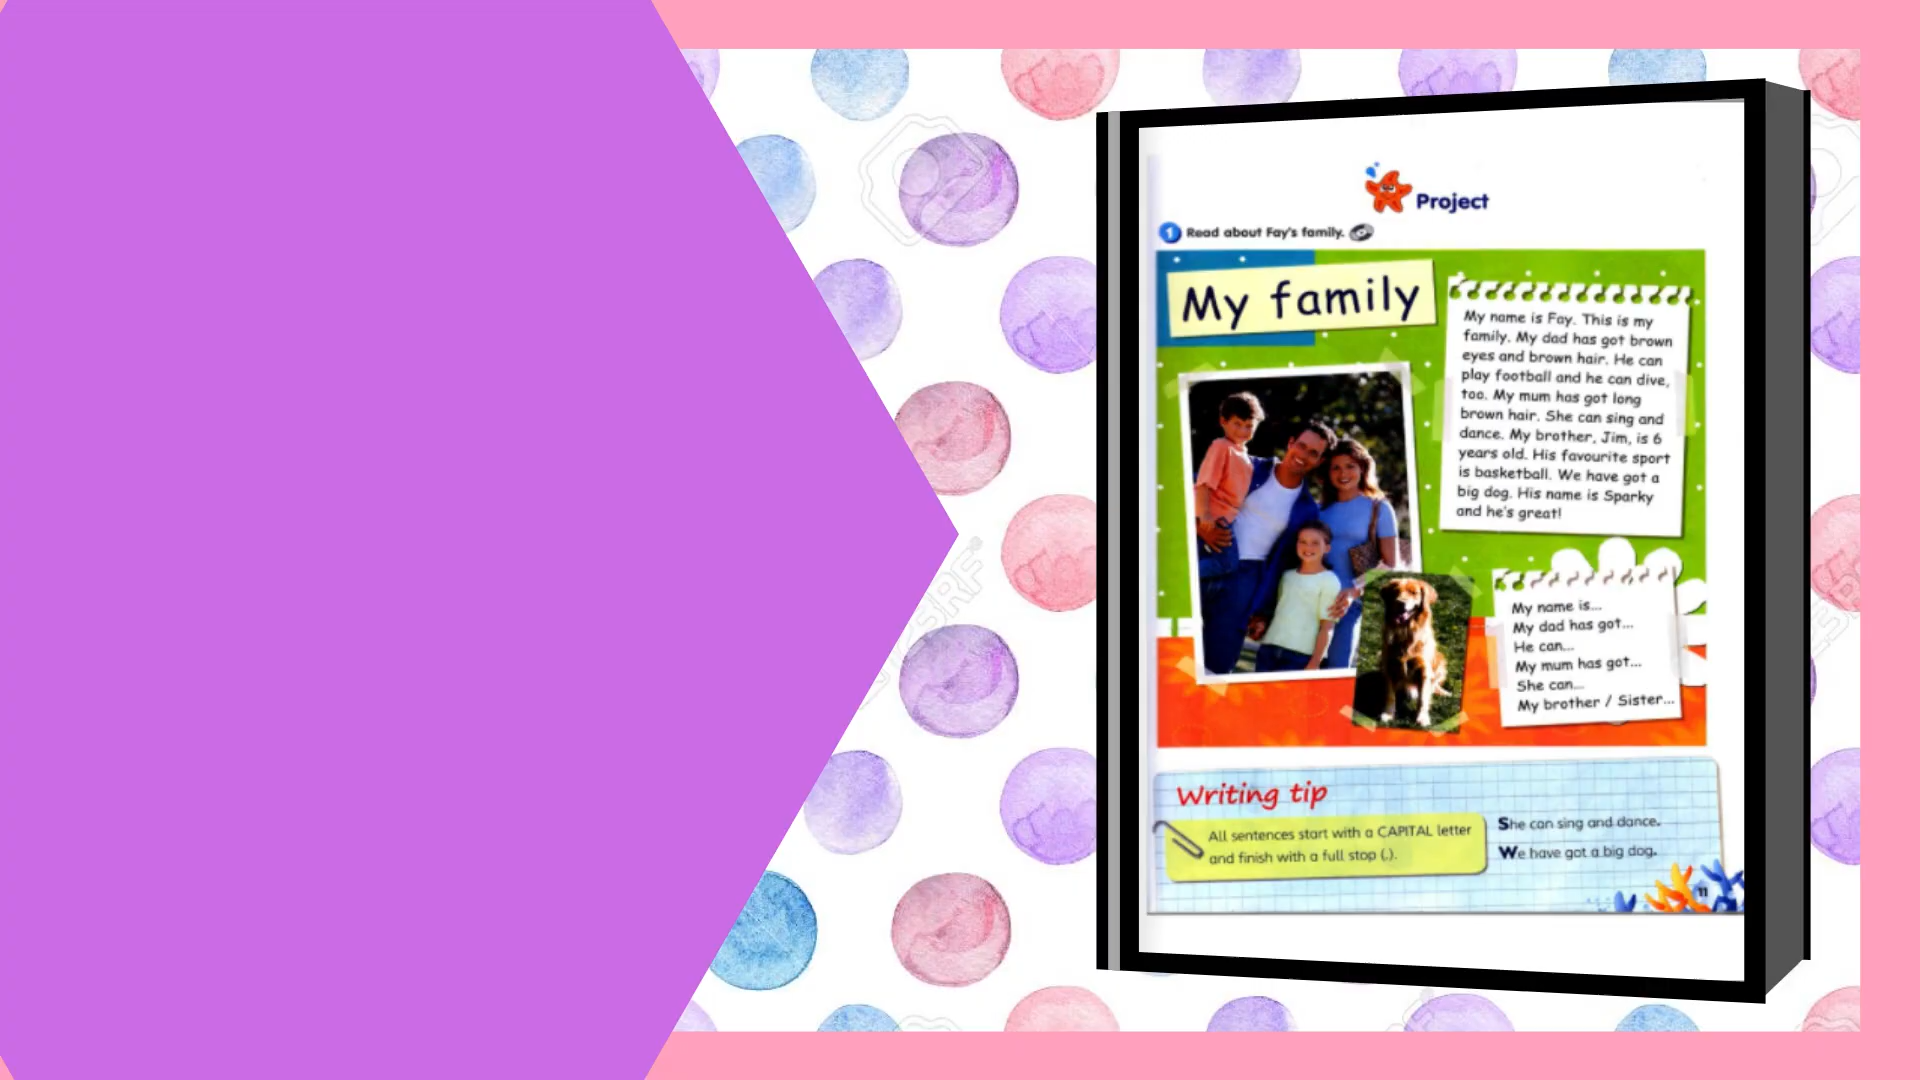 Project
1 Read about Fay's family.
My family
My name is Fay. This is my
family. My dad has got brown
eyes and brown hair. He can
play football and he can dive,
too. My mum has got long
brown hair. She can sing and
dance. My brother, Jim, is 6
years old. His favourite sport
is basketball. We have got a
big dog. His name is Sparky
and he's great!
My name is...
My dad has got...
He can...
My mum has got...
She can...
My brother / Sister...
Writing tip
All sentences start with a CAPITAL letter
and finish with a full stop (.).
She can sing and dance.
We have got a big dog.
11